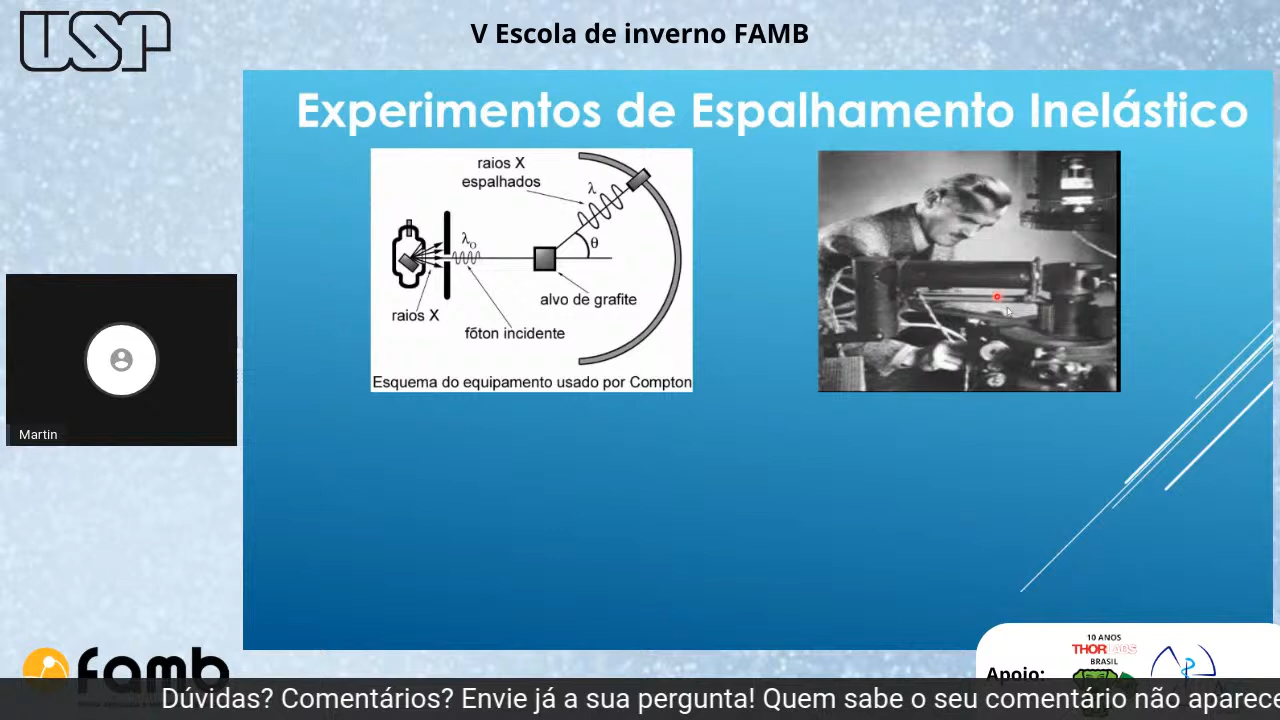 USP
V Escola de inverno FAMB
Experimentos de Espalhamento Inelástico
raios X
espalhados
λ
λo
θ
alvo de grafite
raios X
fóton incidente
Esquema do equipamento usado por Compton
Martin
famb
10 ANOS
THORLABS
BRASIL
Apoio:
Dúvidas? Comentários? Envie já a sua pergunta! Quem sabe o seu comentário não aparece